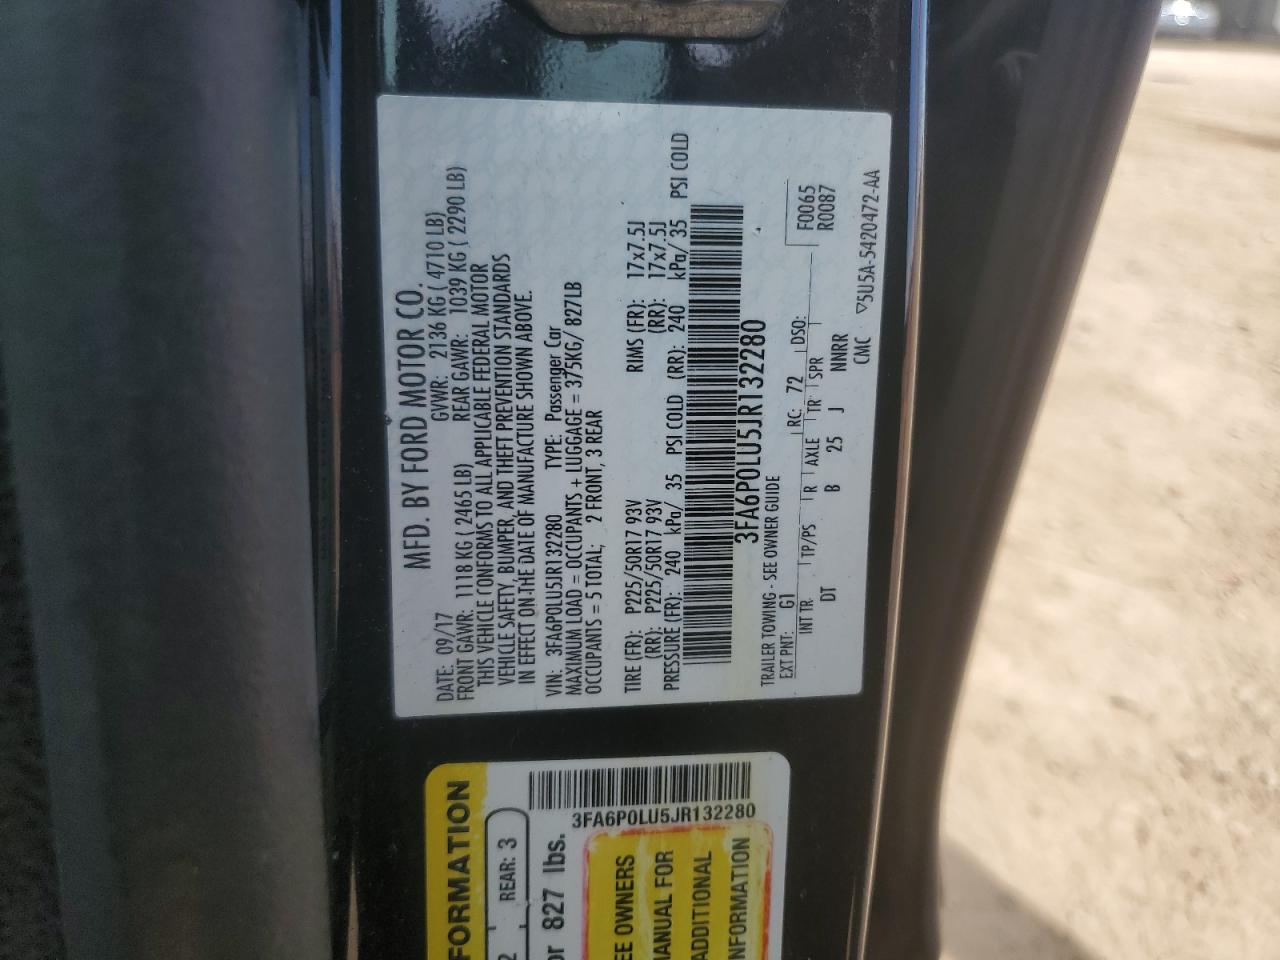 MFD. BY FORD MOTOR CO.
DATE: 09/17 GVWR: 2136 KG ( 4710 LB)
FRONT GAWR: 1118 KG ( 2465 LB) REAR GAWR: 1039 KG ( 2290 LB)
THIS VEHICLE CONFORMS TO ALL APPLICABLE FEDERAL MOTOR
VEHICLE SAFETY, BUMPER, AND THEFT PREVENTION STANDARDS
IN EFFECT ON THE DATE OF MANUFACTURE SHOWN ABOVE.
VIN: 3FA6P0LU5JR132280 TYPE: Passenger Car
MAXIMUM LOAD = OCCUPANTS + LUGGAGE = 375KG/ 827LB
OCCUPANTS = 5 TOTAL: 2 FRONT, 3 REAR
TIRE (FR): P225/50R17 93V RIMS (FR): 17x7.5J
(RR): P225/50R17 93V (RR): 17x7.5J
PRESSURE (FR): 240 kPa/ 35 PSI COLD (RR): 240 kPa/ 35 PSI COLD
3FA6P0LU5JR132280
TRAILER TOWING - SEE OWNER GUIDE
EXT PNT: G1 RC: 72 DSO: F0065
R0087
INT TR TP/PS R AXLE TR SPR
DT B 25 J NNRR
CMC ▽5U5A-5420472-AA
FORMATION
2 REAR: 3
or 827 lbs.
3FA6P0LU5JR132280
EE OWNERS
ANUAL FOR
ADDITIONAL
NFORMATION